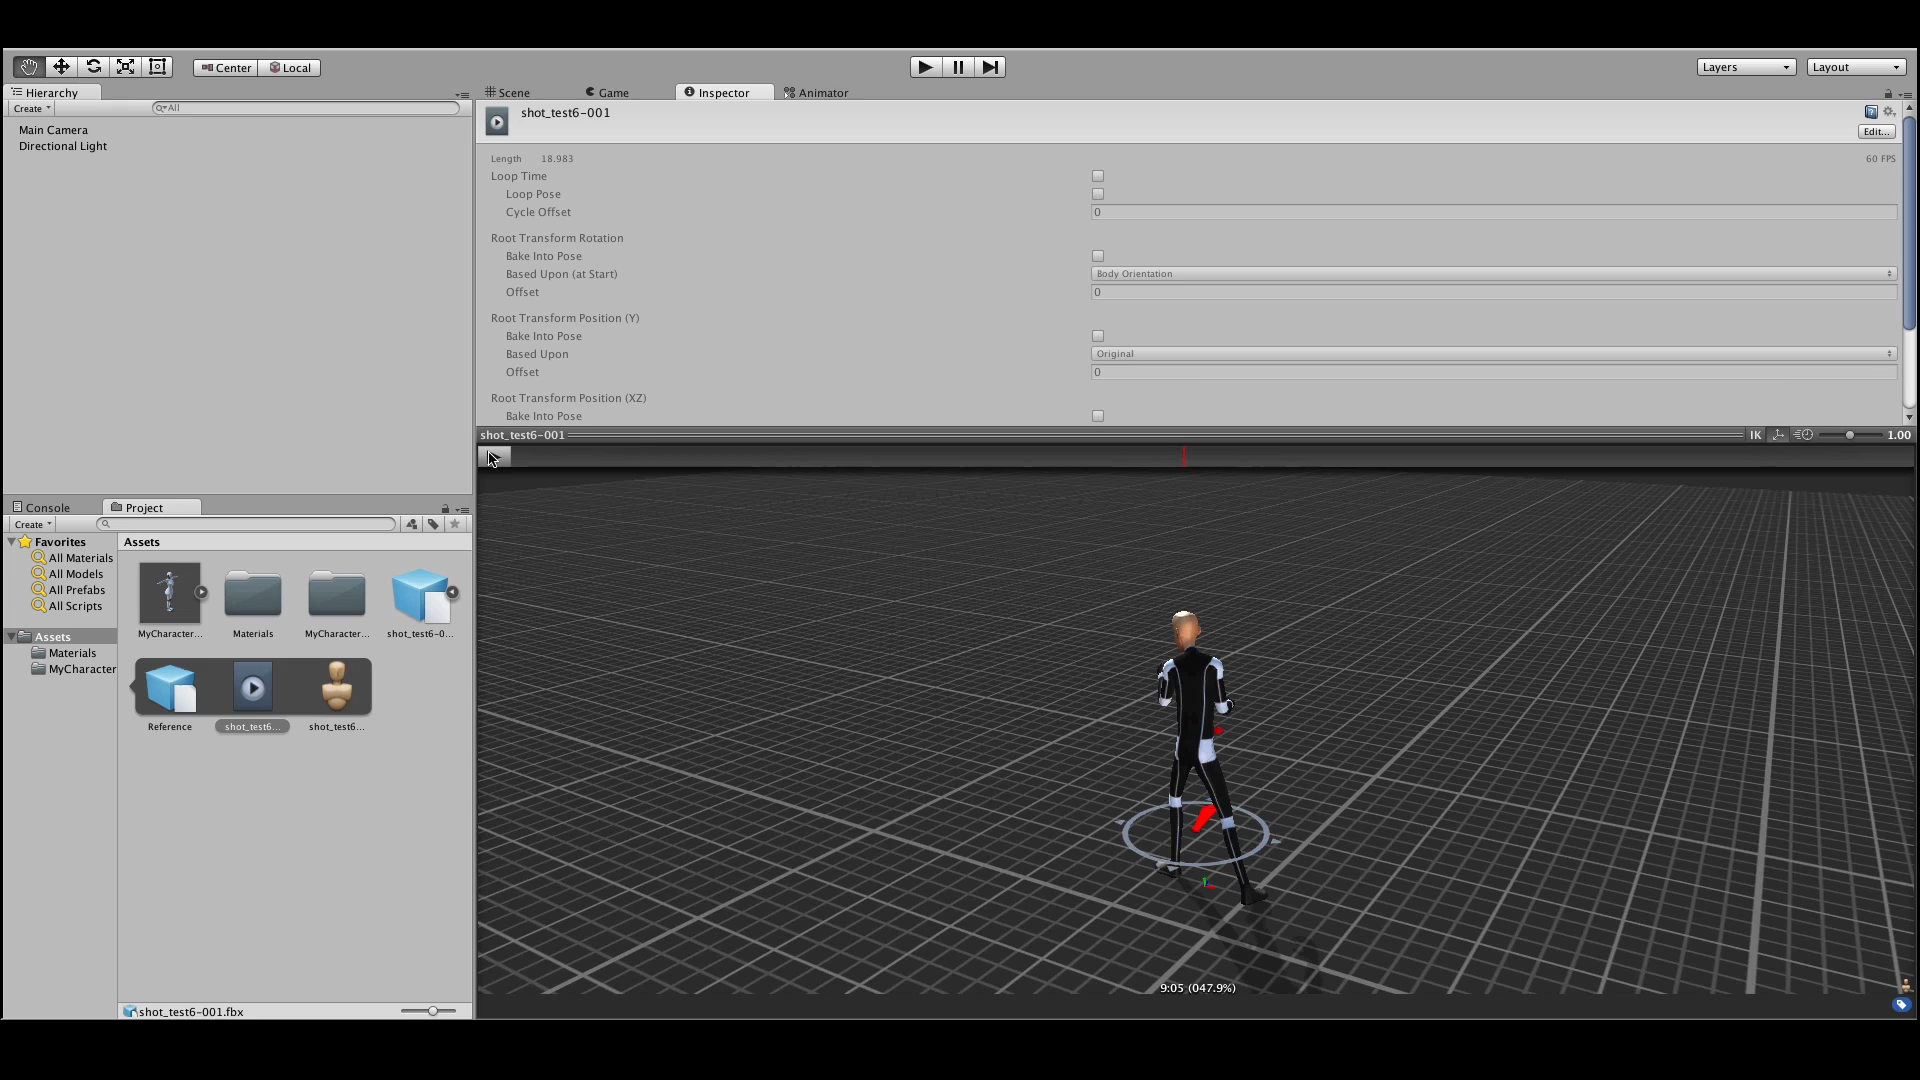 Center Local
Layers Layout
Hierarchy
Create All
Main Camera
Directional Light
Scene Game Inspector Animator
shot_test6-001
Edit...
Length 18.983 60 FPS
Loop Time
Loop Pose
Cycle Offset 0
Root Transform Rotation
Bake Into Pose
Based Upon (at Start) Body Orientation
Offset 0
Root Transform Position (Y)
Bake Into Pose
Based Upon Original
Offset 0
Root Transform Position (XZ)
Bake Into Pose
shot_test6-001 IK 1.00
9:05 (047.9%)
Console Project
Create
Favorites
All Materials
All Models
All Prefabs
All Scripts
Assets
Materials
MyCharacter
Assets
MyCharacter... Materials MyCharacter... shot_test6-0...
Reference shot_test6... shot_test6...
shot_test6-001.fbx